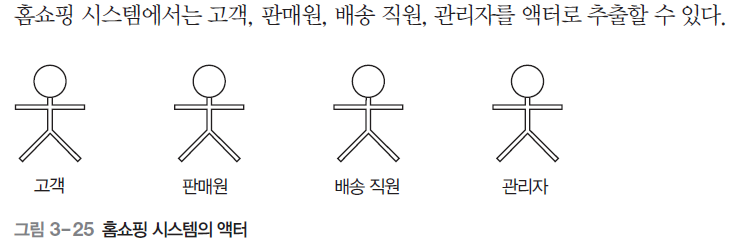 홈쇼핑 시스템에서는 고객, 판매원, 배송 직원, 관리자를 액터로 추출할 수 있다.
고객 판매원 배송 직원 관리자
그림 3-25 홈쇼핑 시스템의 액터